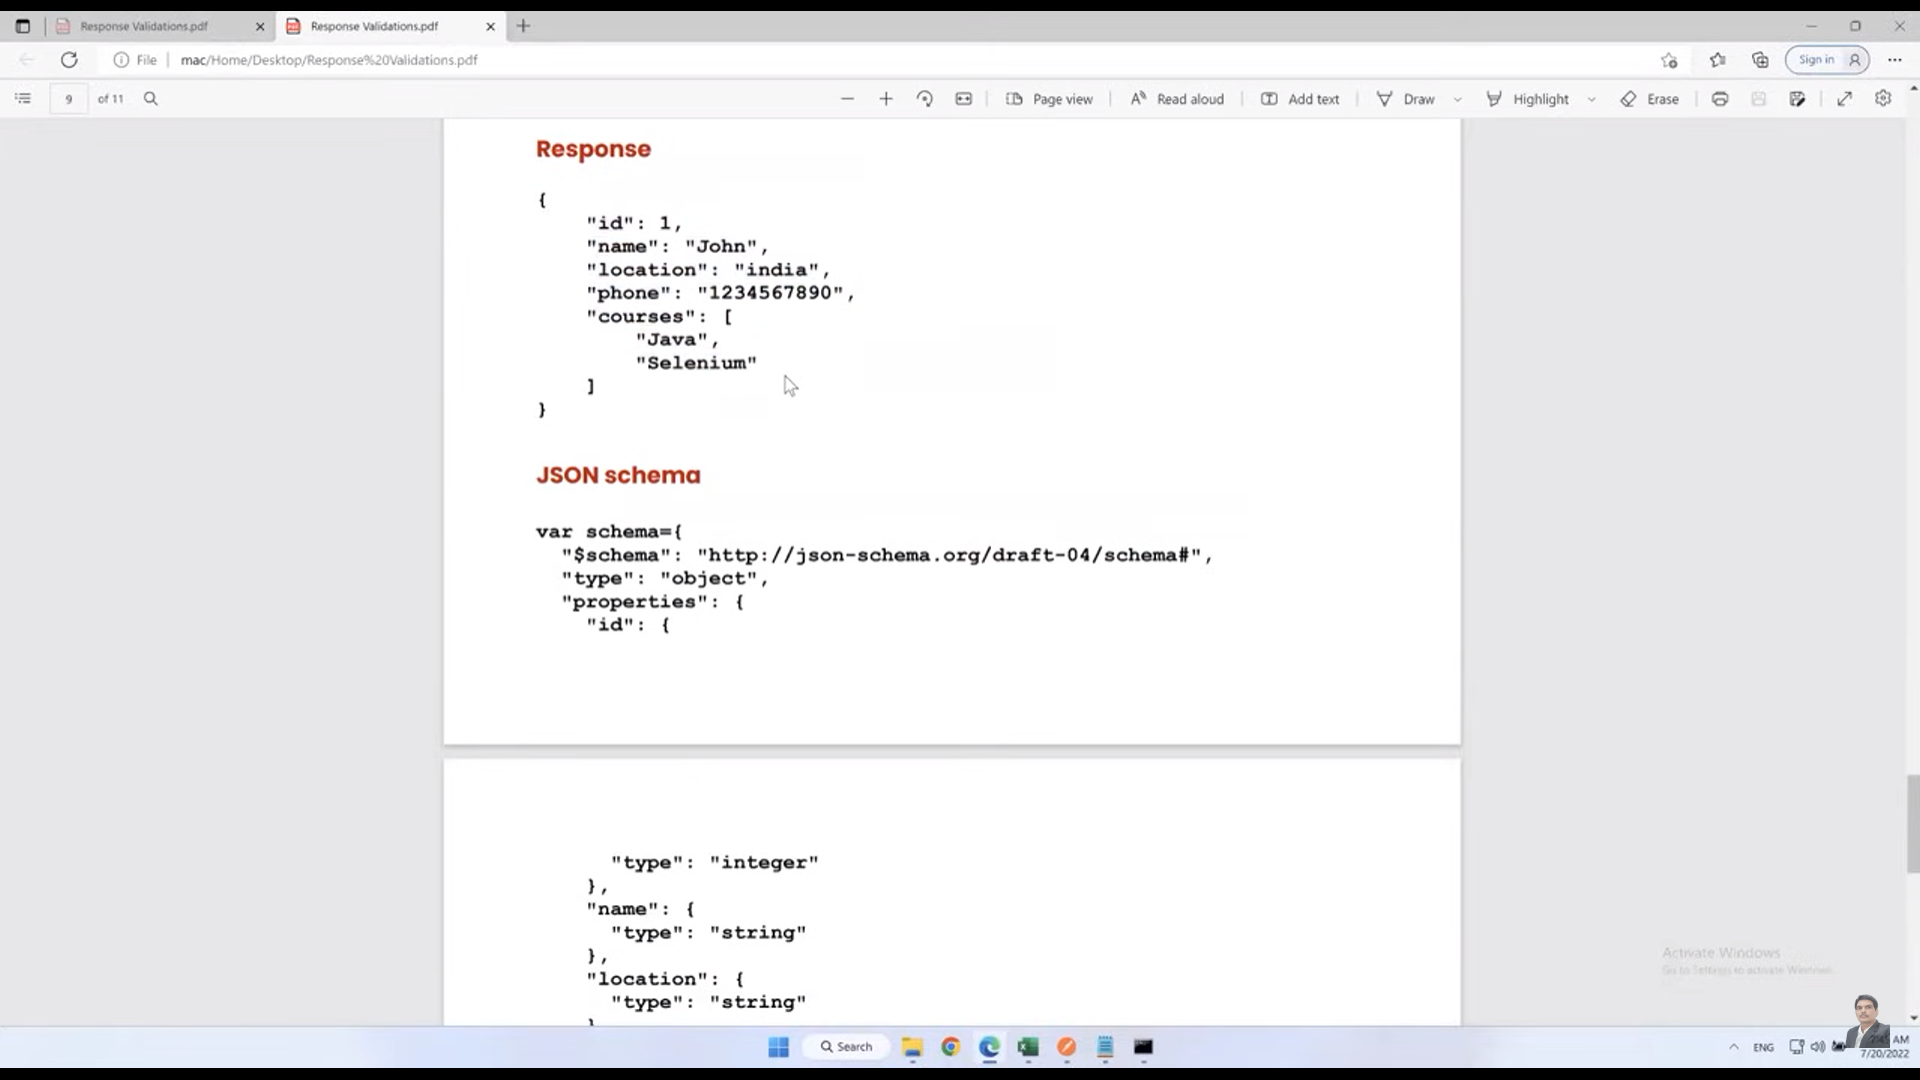 Response Validations.pdf
Response Validations.pdf
File mac/Home/Desktop/Response%20Validations.pdf
Sign in
9 of 11
Page view
Read aloud
Add text
Draw
Highlight
Erase
Response
{
"id": 1,
"name": "John",
"location": "india",
"phone": "1234567890",
"courses": [
"Java",
"Selenium"
]
}
JSON schema
var schema={
"$schema": "http://json-schema.org/draft-04/schema#",
"type": "object",
"properties": {
"id": {
"type": "integer"
},
"name": {
"type": "string"
},
"location": {
"type": "string"
Activate Windows
Go to Settings to activate Windows.
Search
ENG
AM
7/20/2022